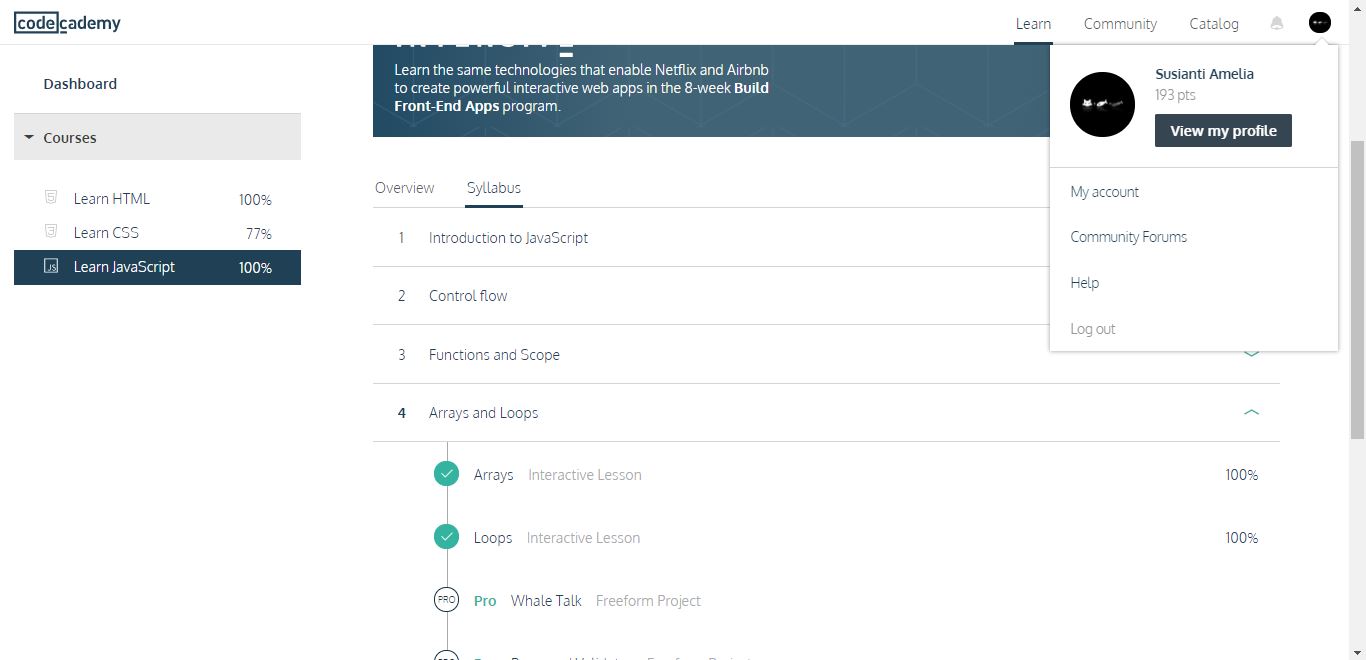 codecademy
Learn Community Catalog
Dashboard
Courses
Learn HTML 100%
Learn CSS 77%
Learn JavaScript 100%
Learn the same technologies that enable Netflix and Airbnb
to create powerful interactive web apps in the 8-week Build
Front-End Apps program.
Overview Syllabus
1 Introduction to JavaScript
2 Control flow
3 Functions and Scope
4 Arrays and Loops
Arrays Interactive Lesson 100%
Loops Interactive Lesson 100%
PRO Pro Whale Talk Freeform Project
Susianti Amelia
193 pts
View my profile
My account
Community Forums
Help
Log out